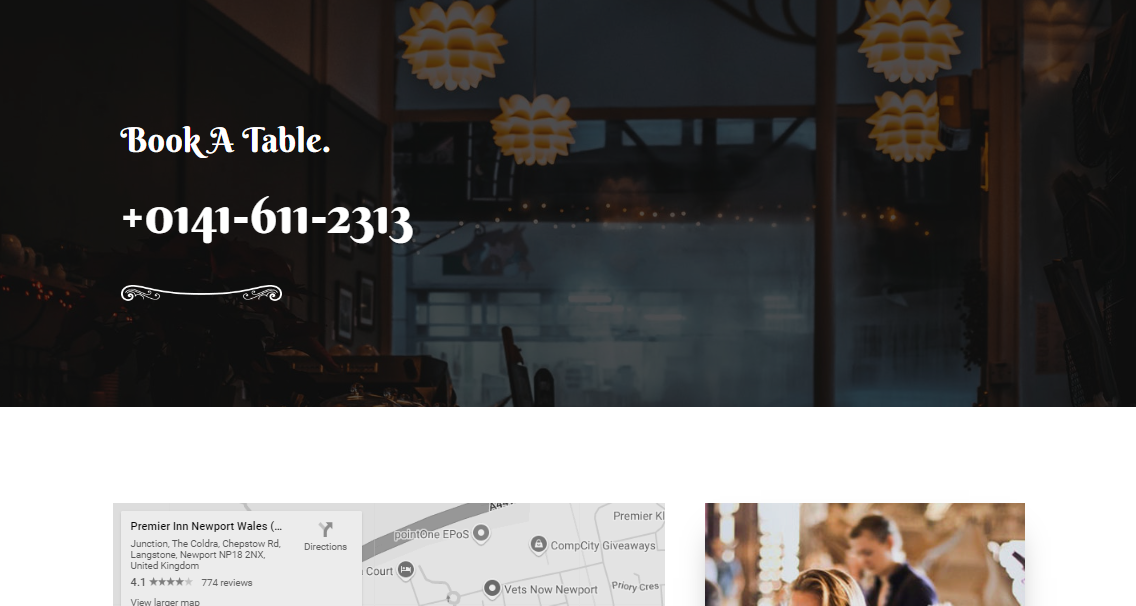 Book A Table.
+0141-611-2313
Premier Inn Newport Wales (...
Junction, The Coldra, Chepstow Rd,
Langstone, Newport NP18 2NX,
United Kingdom
Directions
4.1 ★★★★★ 774 reviews
View larger map
pointOne EPoS
Premier
CompCity Giveaways
Court
Vets Now Newport
Priory Cres